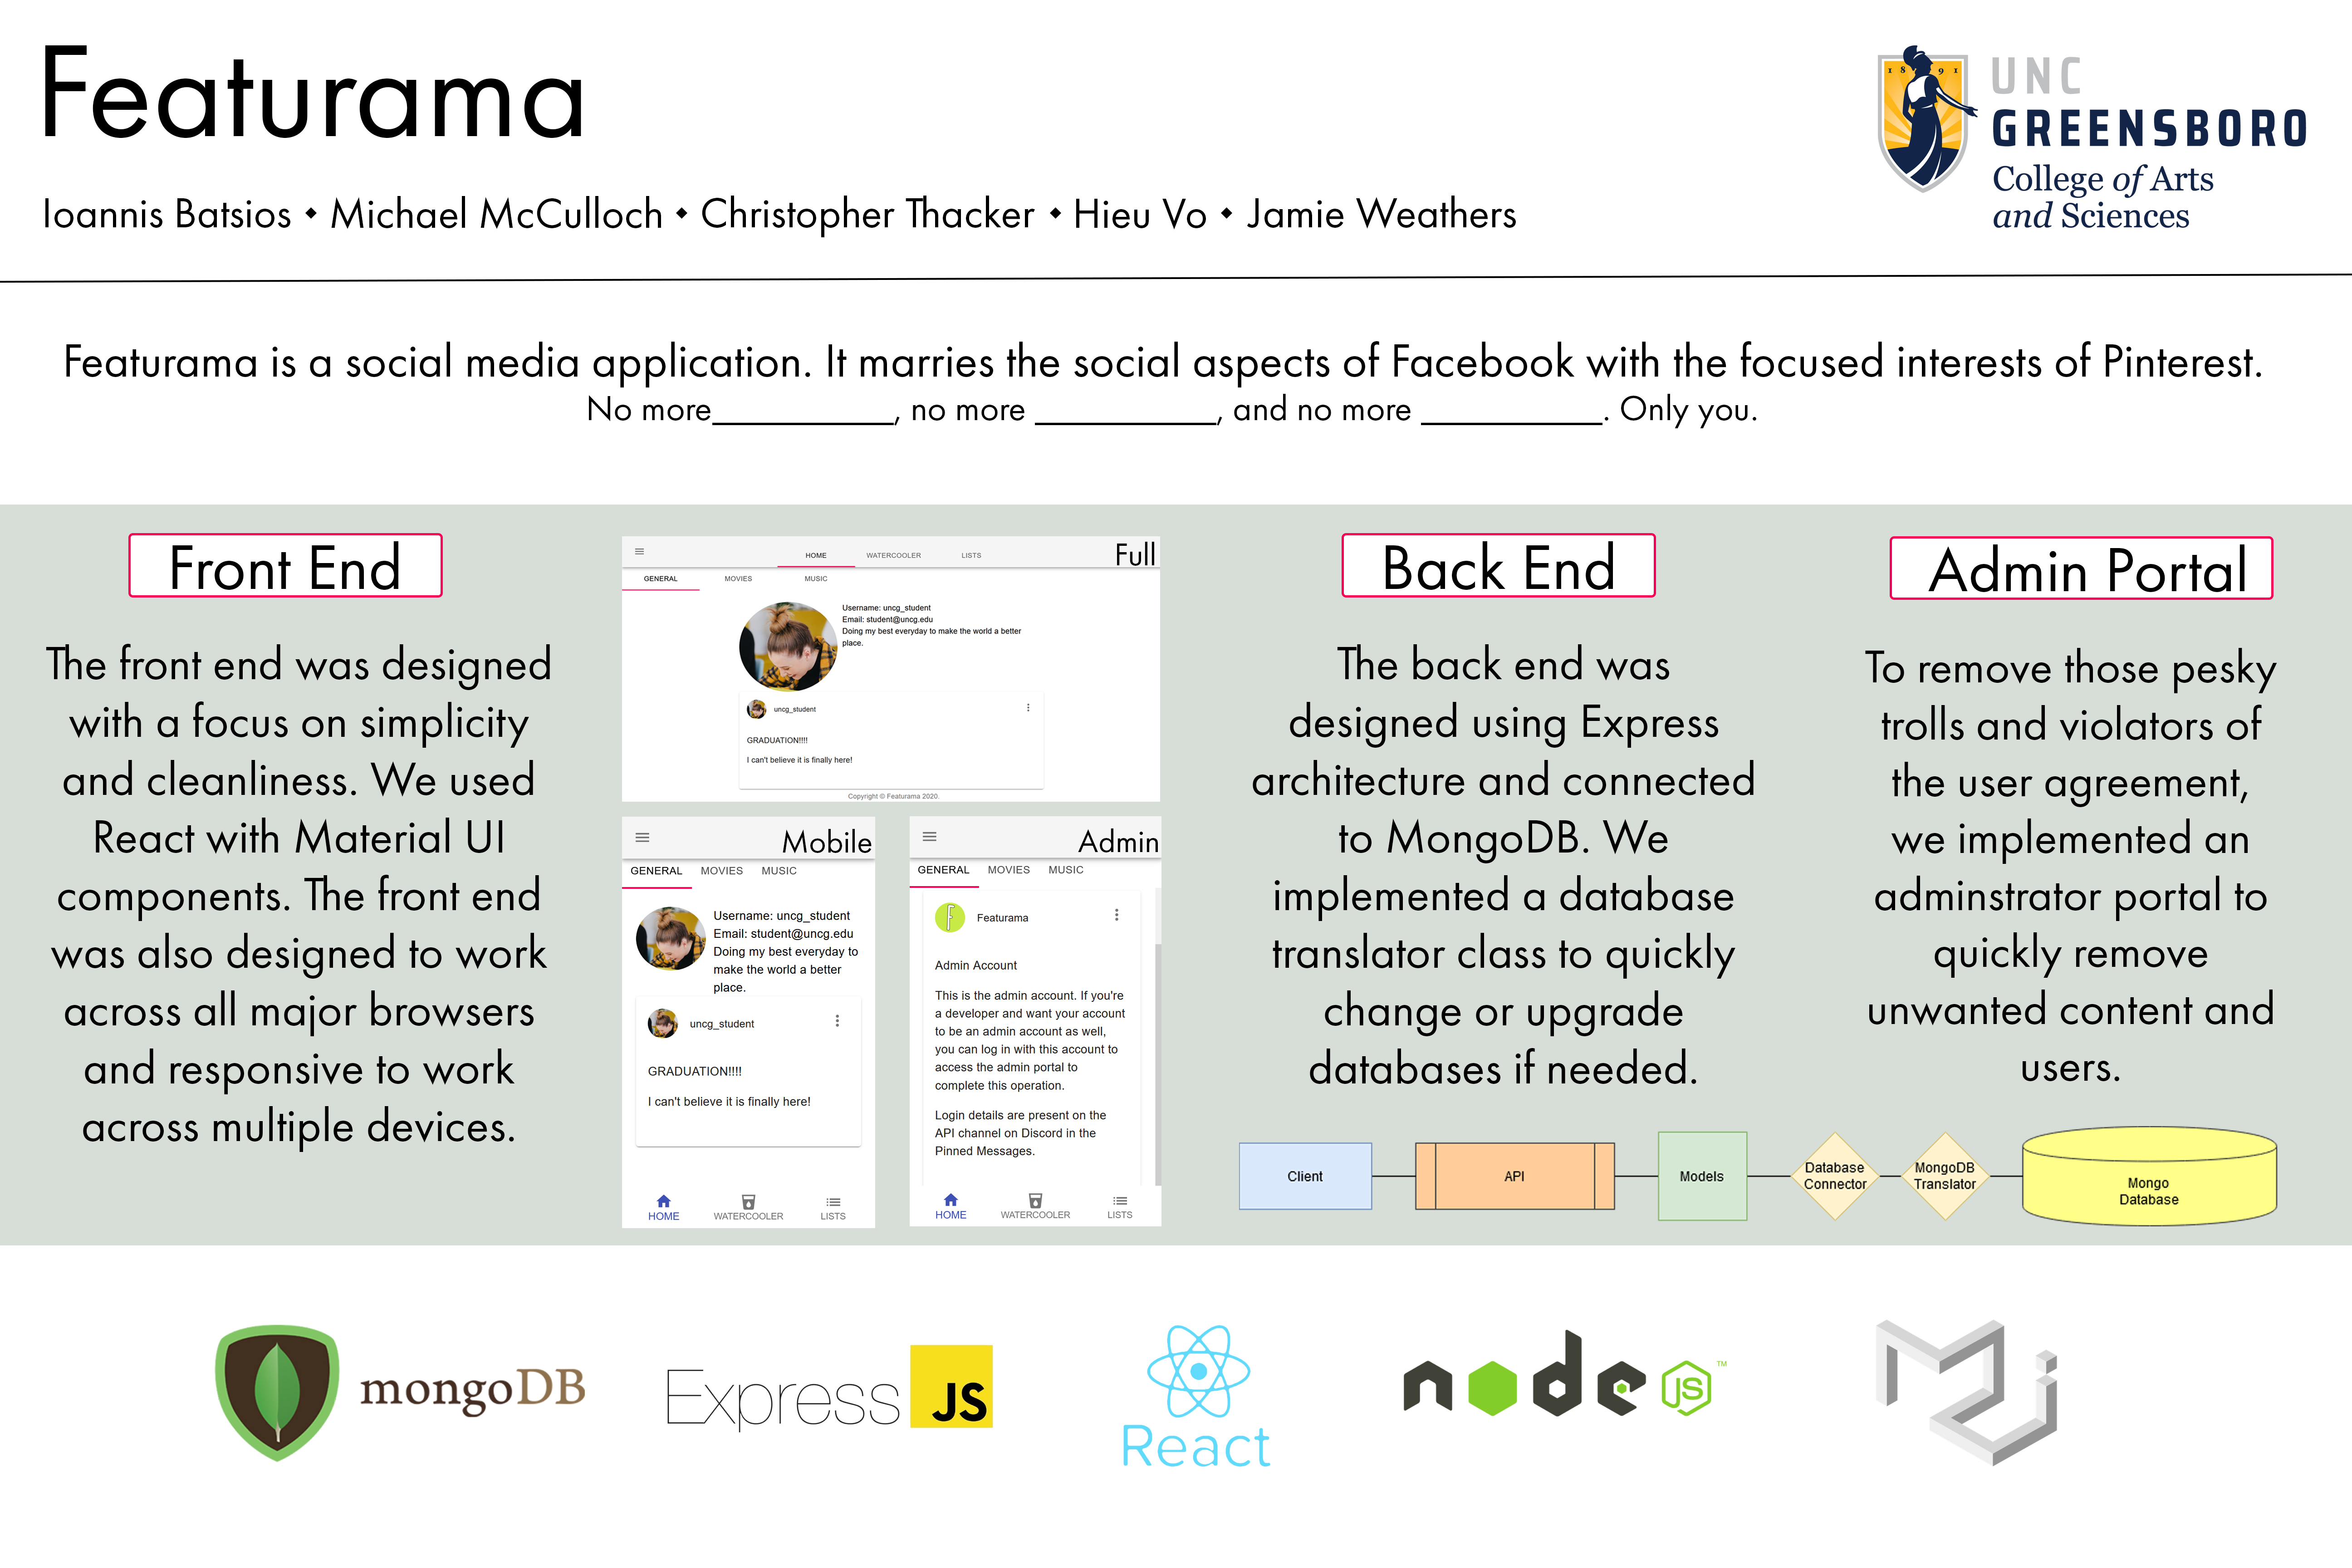 Featurama
Ioannis Batsios • Michael McCulloch • Christopher Thacker • Hieu Vo • Jamie Weathers
1891
UNC
GREENSBORO
College of Arts
and Sciences
Featurama is a social media application. It marries the social aspects of Facebook with the focused interests of Pinterest.
No more__________, no more __________, and no more __________. Only you.
Front End
The front end was designed
with a focus on simplicity
and cleanliness. We used
React with Material UI
components. The front end
was also designed to work
across all major browsers
and responsive to work
across multiple devices.
HOME WATERCOOLER LISTS Full
GENERAL MOVIES MUSIC
Username: uncg_student
Email: student@uncg.edu
Doing my best everyday to make the world a better
place.
uncg_student
GRADUATION!!!!
I can't believe it is finally here!
Copyright © Featurama 2020.
Mobile
GENERAL MOVIES MUSIC
Username: uncg_student
Email: student@uncg.edu
Doing my best everyday to
make the world a better
place.
uncg_student
GRADUATION!!!!
I can't believe it is finally here!
HOME WATERCOOLER LISTS
Admin
GENERAL MOVIES MUSIC
F
Featurama
Admin Account
This is the admin account. If you're
a developer and want your account
to be an admin account as well,
you can log in with this account to
access the admin portal to
complete this operation.
Login details are present on the
API channel on Discord in the
Pinned Messages.
HOME WATERCOOLER LISTS
Back End
The back end was
designed using Express
architecture and connected
to MongoDB. We
implemented a database
translator class to quickly
change or upgrade
databases if needed.
Admin Portal
To remove those pesky
trolls and violators of
the user agreement,
we implemented an
adminstrator portal to
quickly remove
unwanted content and
users.
Client
API
Models
Database
Connector
MongoDB
Translator
Mongo
Database
mongoDB
Express JS
React
node JS ™